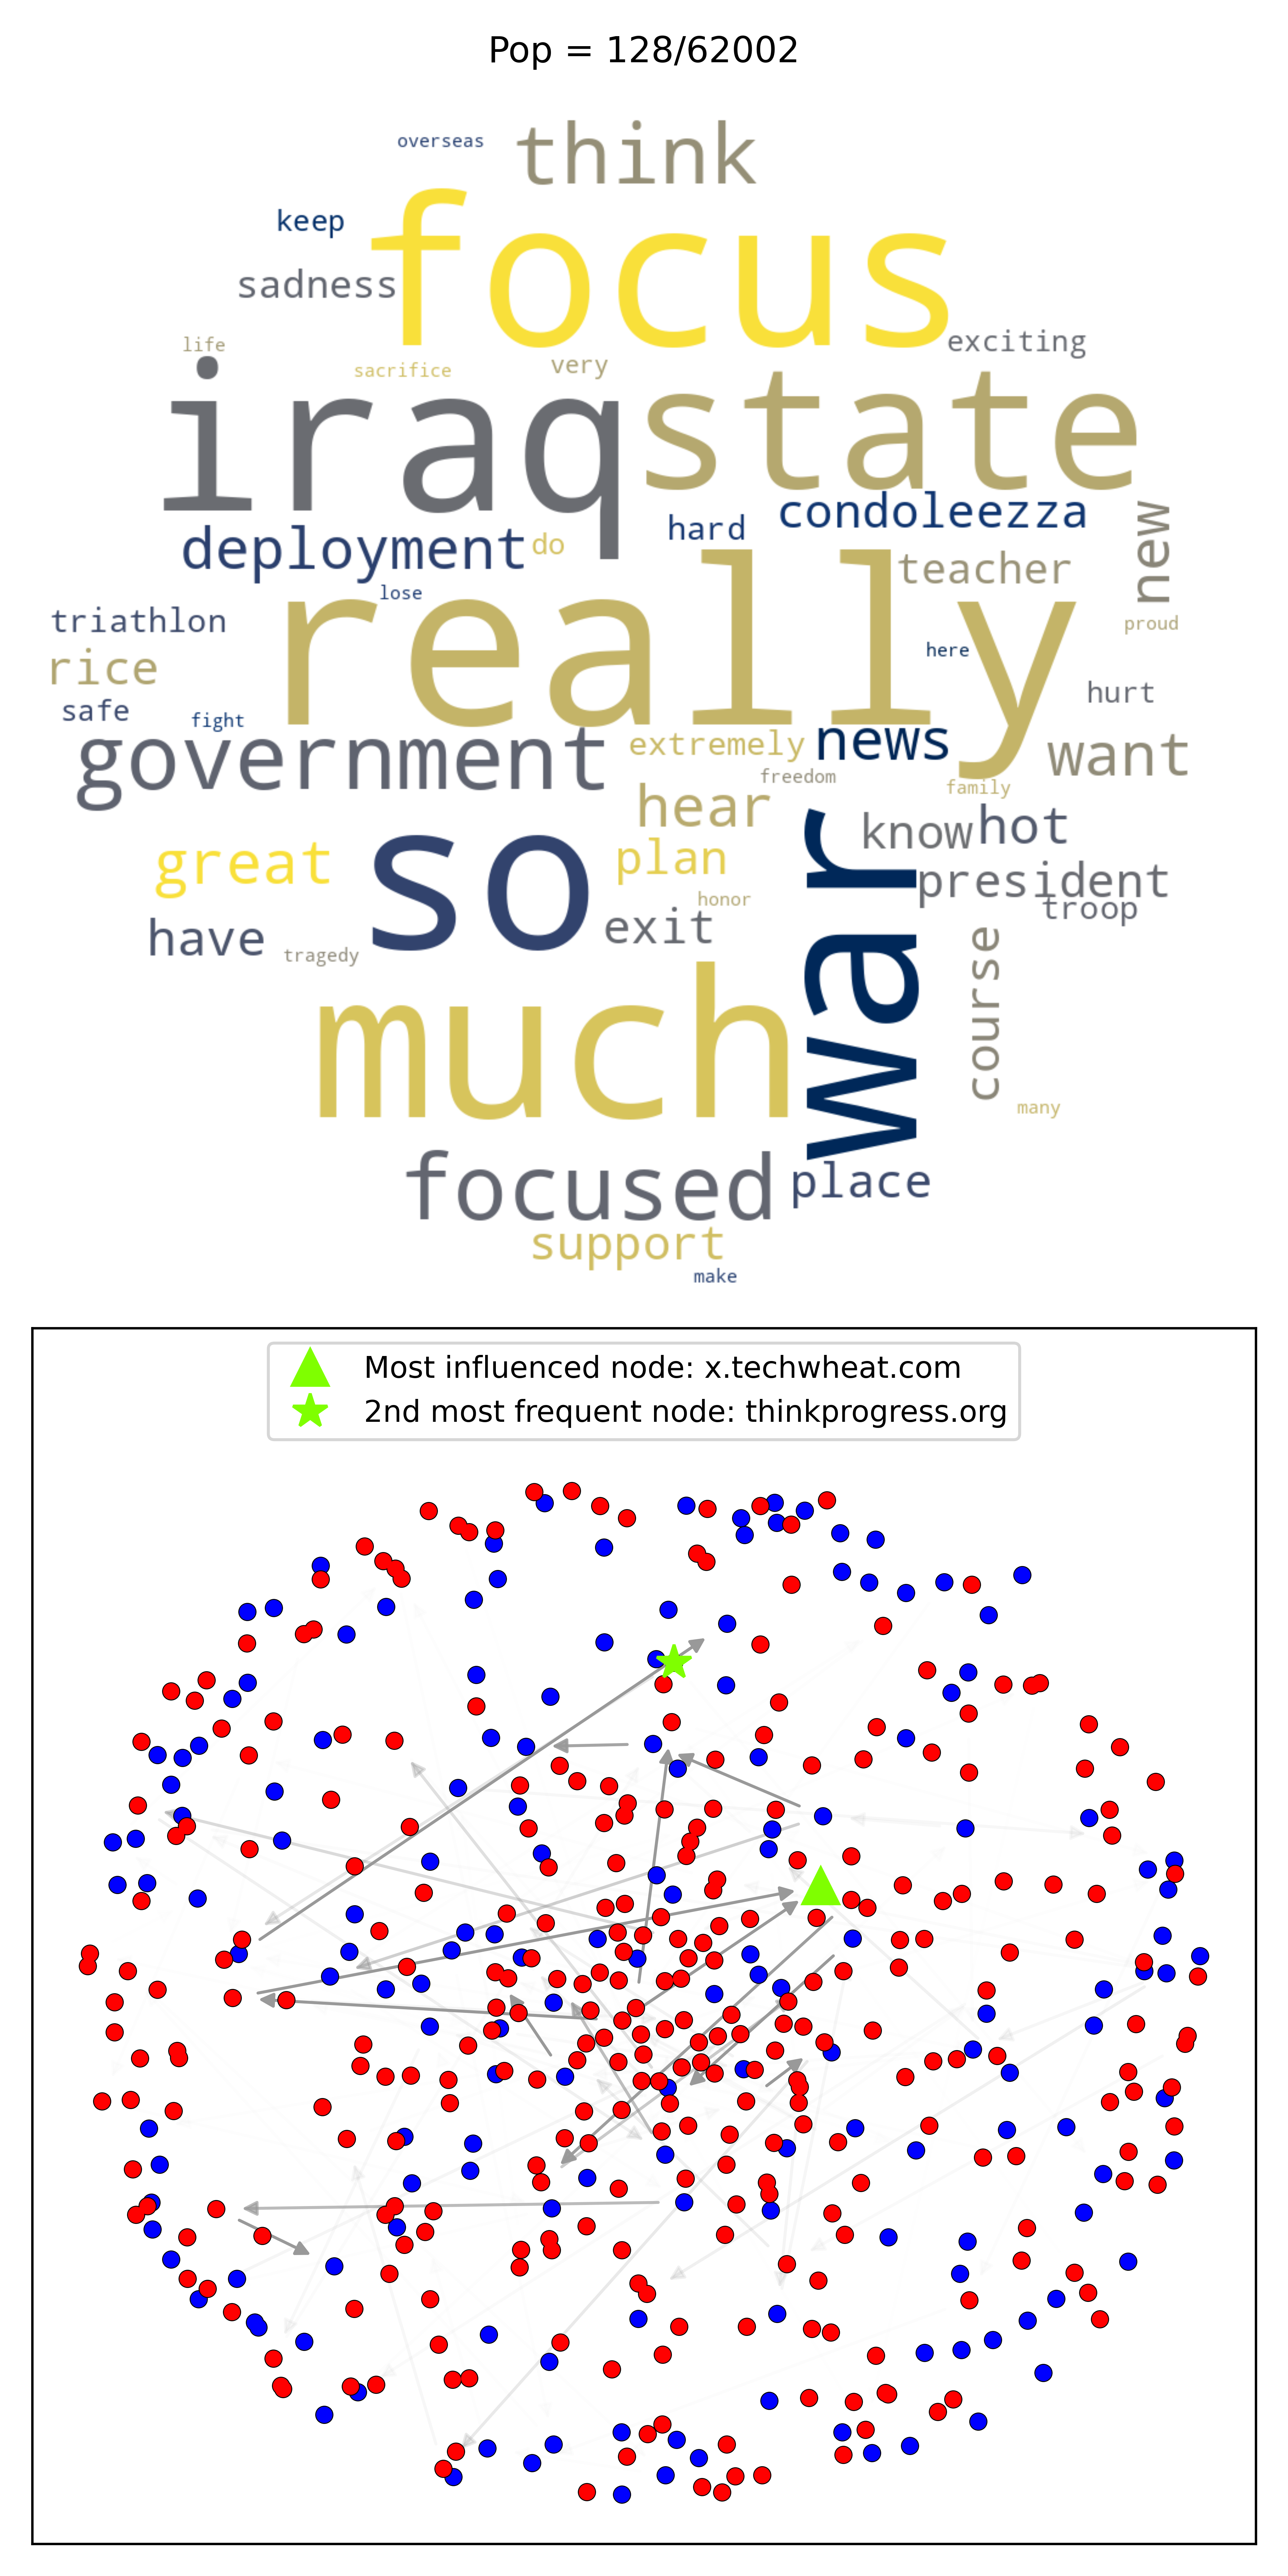 Pop = 128/62002
overseas
think
keep
focus
sadness
exciting
life
sacrifice
very
iraq
state
condoleezza
new
hard
deployment
do
teacher
lose
triathlon
really
proud
here
rice
hurt
safe
fight
news
government
extremely
want
freedom
family
hear
war
know
hot
great
so
plan
president
honor
troop
exit
have
tragedy
course
much
many
focused
place
support
make
Most influenced node: x.techwheat.com
2nd most frequent node: thinkprogress.org